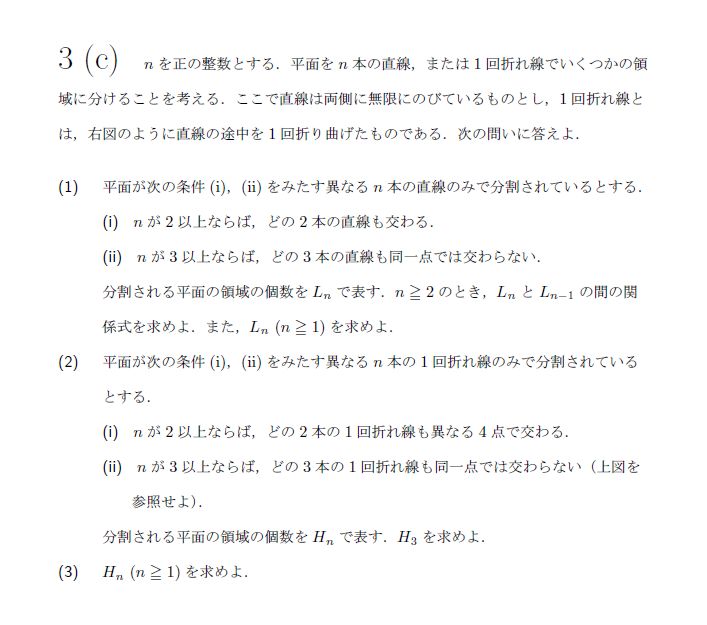 3 (c) n を正の整数とする．平面を n 本の直線，または 1 回折れ線でいくつかの領
域に分けることを考える．ここで直線は両側に無限にのびているものとし，1 回折れ線と
は，右図のように直線の途中を 1 回折り曲げたものである．次の問いに答えよ．
(1) 平面が次の条件 (i)，(ii) をみたす異なる n 本の直線のみで分割されているとする．
(i) n が 2 以上ならば，どの 2 本の直線も交わる．
(ii) n が 3 以上ならば，どの 3 本の直線も同一点では交わらない．
分割される平面の領域の個数を Lₙ で表す．n ≧ 2 のとき，Lₙ と Lₙ₋₁ の間の関
係式を求めよ．また，Lₙ (n ≧ 1) を求めよ．
(2) 平面が次の条件 (i)，(ii) をみたす異なる n 本の 1 回折れ線のみで分割されている
とする．
(i) n が 2 以上ならば，どの 2 本の 1 回折れ線も異なる 4 点で交わる．
(ii) n が 3 以上ならば，どの 3 本の 1 回折れ線も同一点では交わらない（上図を
参照せよ）．
分割される平面の領域の個数を Hₙ で表す．H₃ を求めよ．
(3) Hₙ (n ≧ 1) を求めよ．